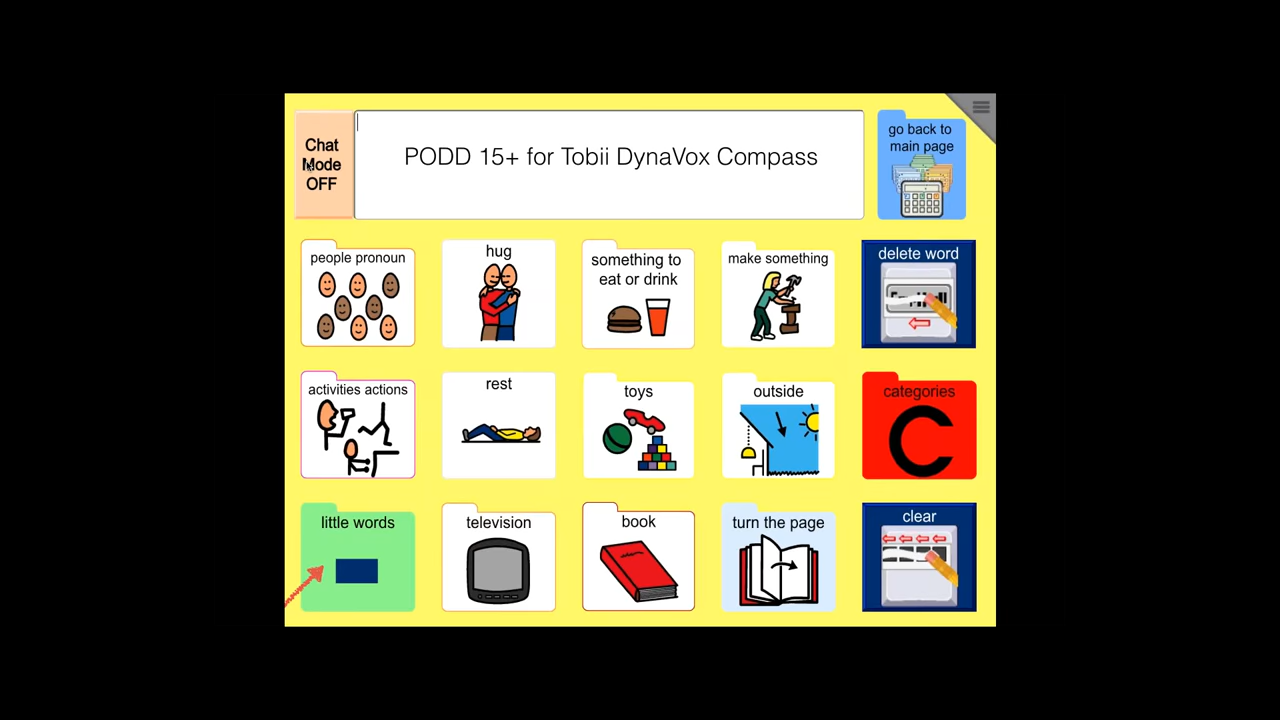 Chat
Mode
OFF
PODD 15+ for Tobii DynaVox Compass
go back to
main page
people pronoun
hug
something to
eat or drink
make something
delete word
activities actions
rest
toys
outside
categories
C
little words
television
book
turn the page
clear